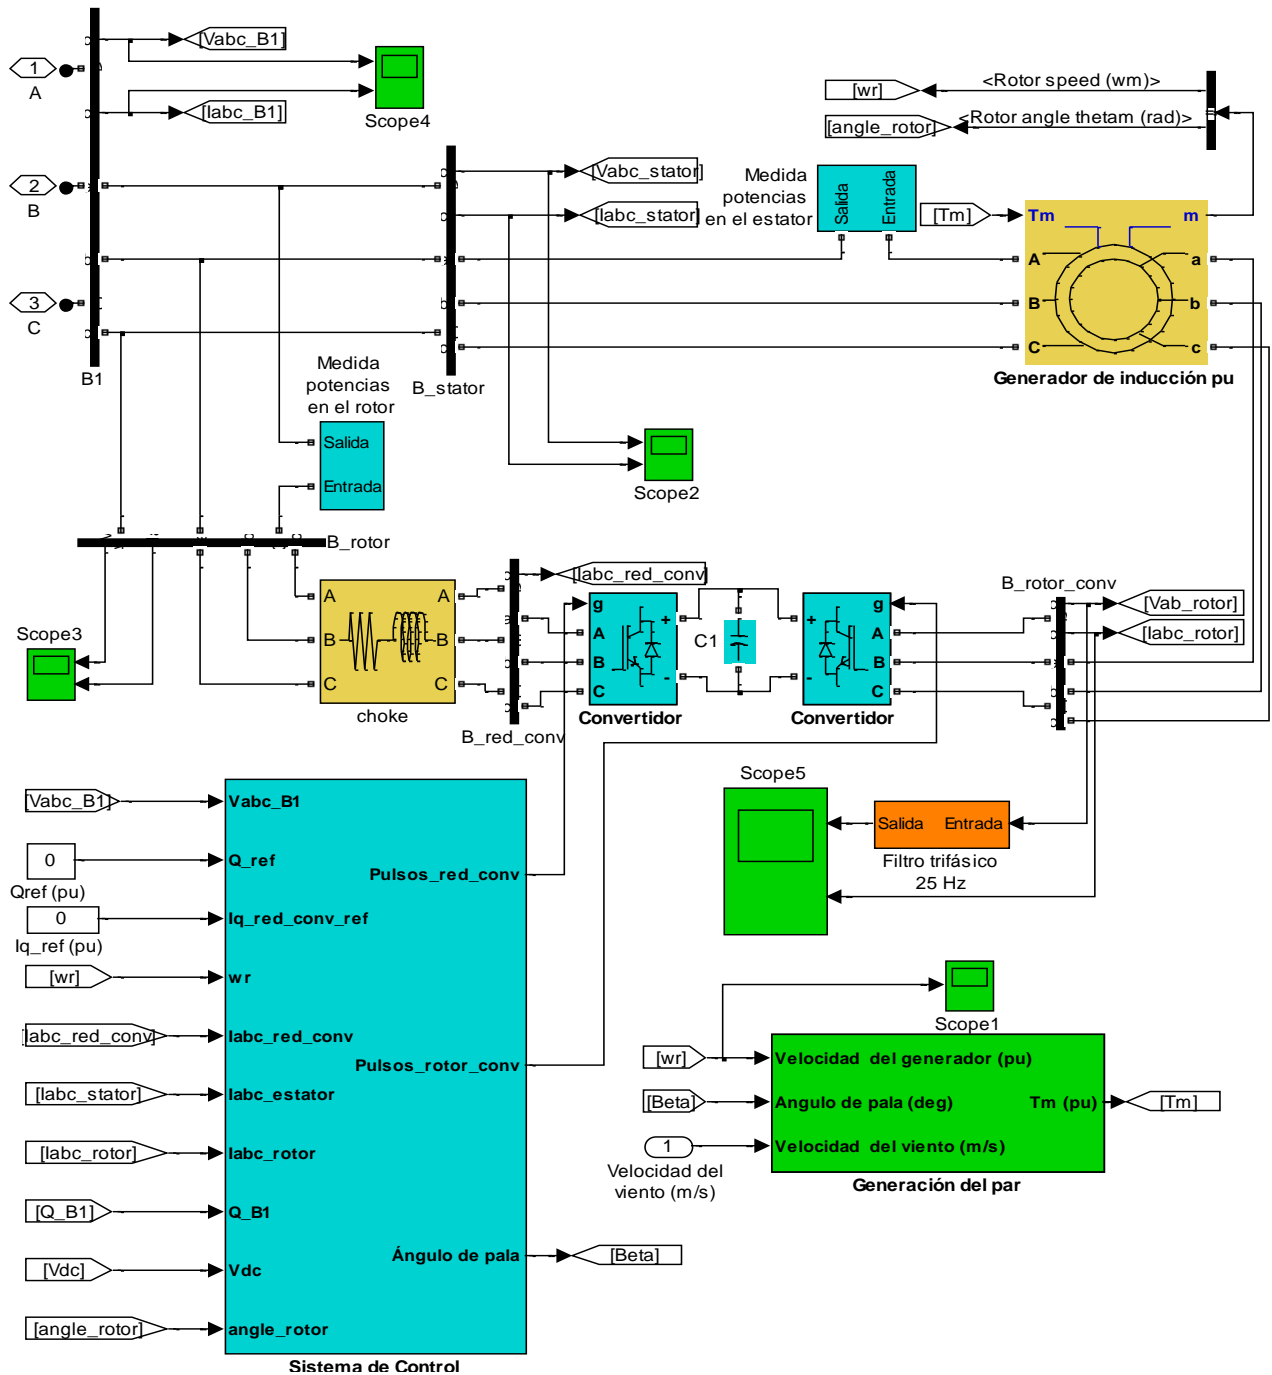 [Vabc_B1]
1
A
[Iabc_B1]
Scope4
2
B
3
C
B1
[Vabc_stator]
[Iabc_stator]
B_stator
Medida
potencias
en el estator
Salida
Entrada
[wr]
<Rotor speed (wm)>
[angle_rotor]
<Rotor angle thetam (rad)>
[Tm]
Tm
m
A
a
B
b
C
c
Generador de inducción pu
Medida
potencias
en el rotor
Salida
Entrada
Scope2
B_rotor
Scope3
A
A
B
B
C
C
choke
[Iabc_red_conv]
B_red_conv
g
A
B
C
+
-
Convertidor
C1
+
-
g
A
B
C
Convertidor
B_rotor_conv
[Vab_rotor]
[Iabc_rotor]
Scope5
Salida
Entrada
Filtro trifásico
25 Hz
[Vabc_B1]
Vabc_B1
0
Qref (pu)
Q_ref
Pulsos_red_conv
0
Iq_ref (pu)
Iq_red_conv_ref
[wr]
wr
[Iabc_red_conv]
Iabc_red_conv
Pulsos_rotor_conv
[Iabc_stator]
Iabc_estator
[Iabc_rotor]
Iabc_rotor
[Q_B1]
Q_B1
Ángulo de pala
[Beta]
[Vdc]
Vdc
[angle_rotor]
angle_rotor
Sistema de Control
Scope1
[wr]
Velocidad del generador (pu)
[Beta]
Angulo de pala (deg)
Tm (pu)
[Tm]
1
Velocidad del viento (m/s)
Velocidad del
viento (m/s)
Generación del par